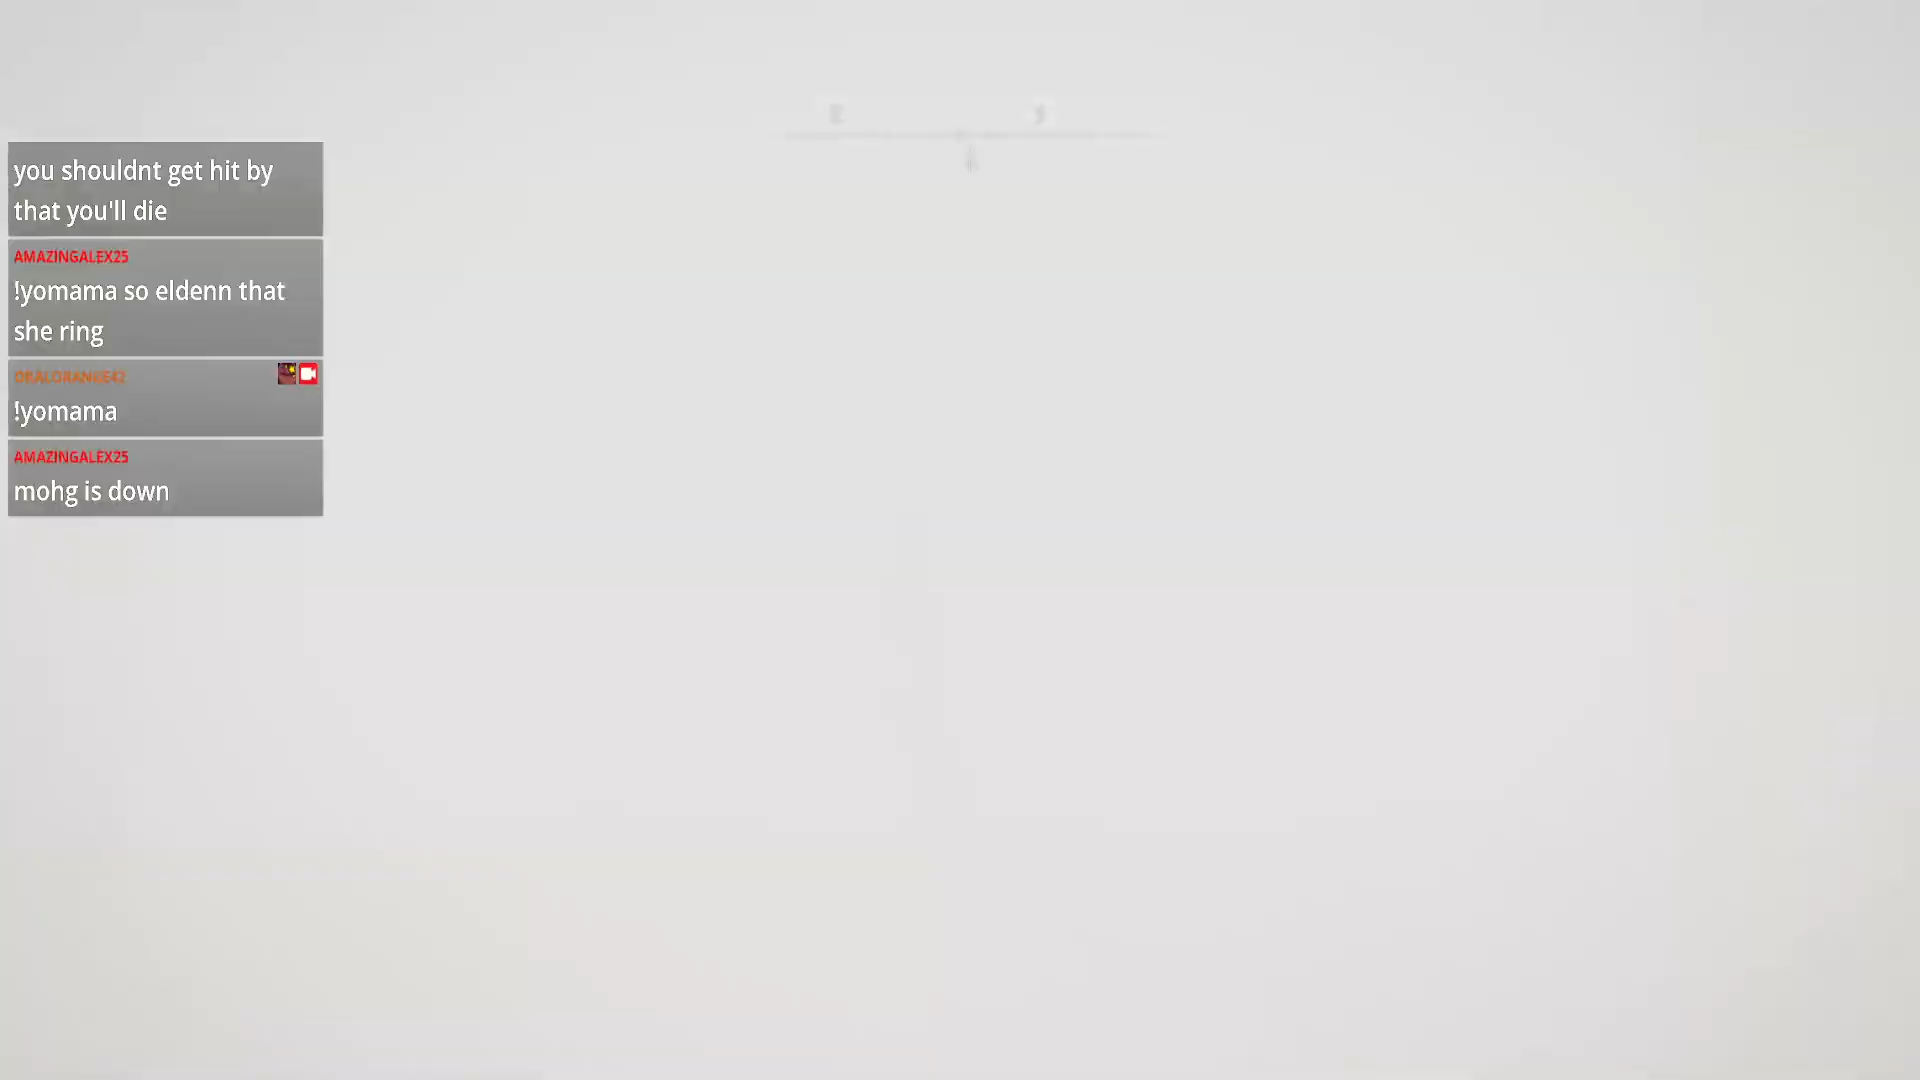 E S
you shouldnt get hit by
that you'll die
AMAZINGALEX25
!yomama so eldenn that
she ring
!yomama
AMAZINGALEX25
mohg is down